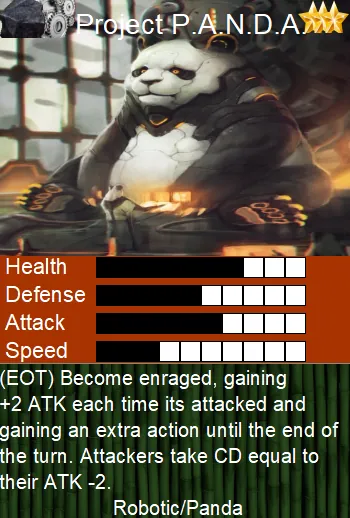 Project P.A.N.D.A.
Health
Defense
Attack
Speed
(EOT) Become enraged, gaining
+2 ATK each time its attacked and
gaining an extra action until the end of
the turn. Attackers take CD equal to
their ATK -2.
Robotic/Panda